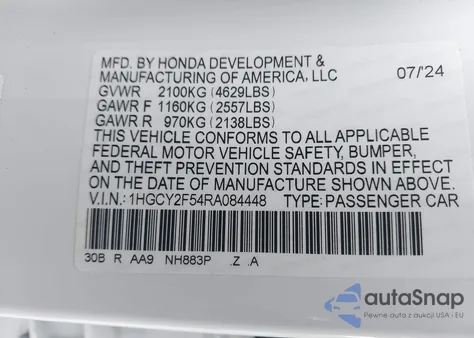 MFD. BY HONDA DEVELOPMENT &
MANUFACTURING OF AMERICA, LLC 07/'24
GVWR 2100KG (4629LBS)
GAWR F 1160KG (2557LBS)
GAWR R 970KG (2138LBS)
THIS VEHICLE CONFORMS TO ALL APPLICABLE
FEDERAL MOTOR VEHICLE SAFETY, BUMPER,
AND THEFT PREVENTION STANDARDS IN EFFECT
ON THE DATE OF MANUFACTURE SHOWN ABOVE.
V.I.N.: 1HGCY2F54RA084448 TYPE: PASSENGER CAR
30B R AA9 NH883P .Z .A
autoSnap
Pewne auta z aukcji USA i EU